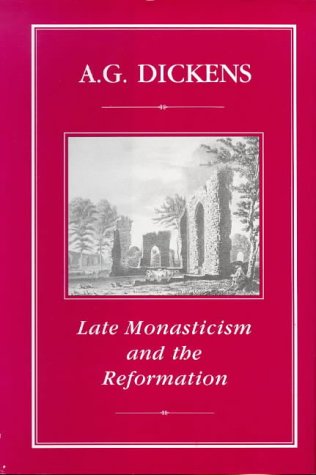 A.G. DICKENS
Late Monasticism
and the
Reformation